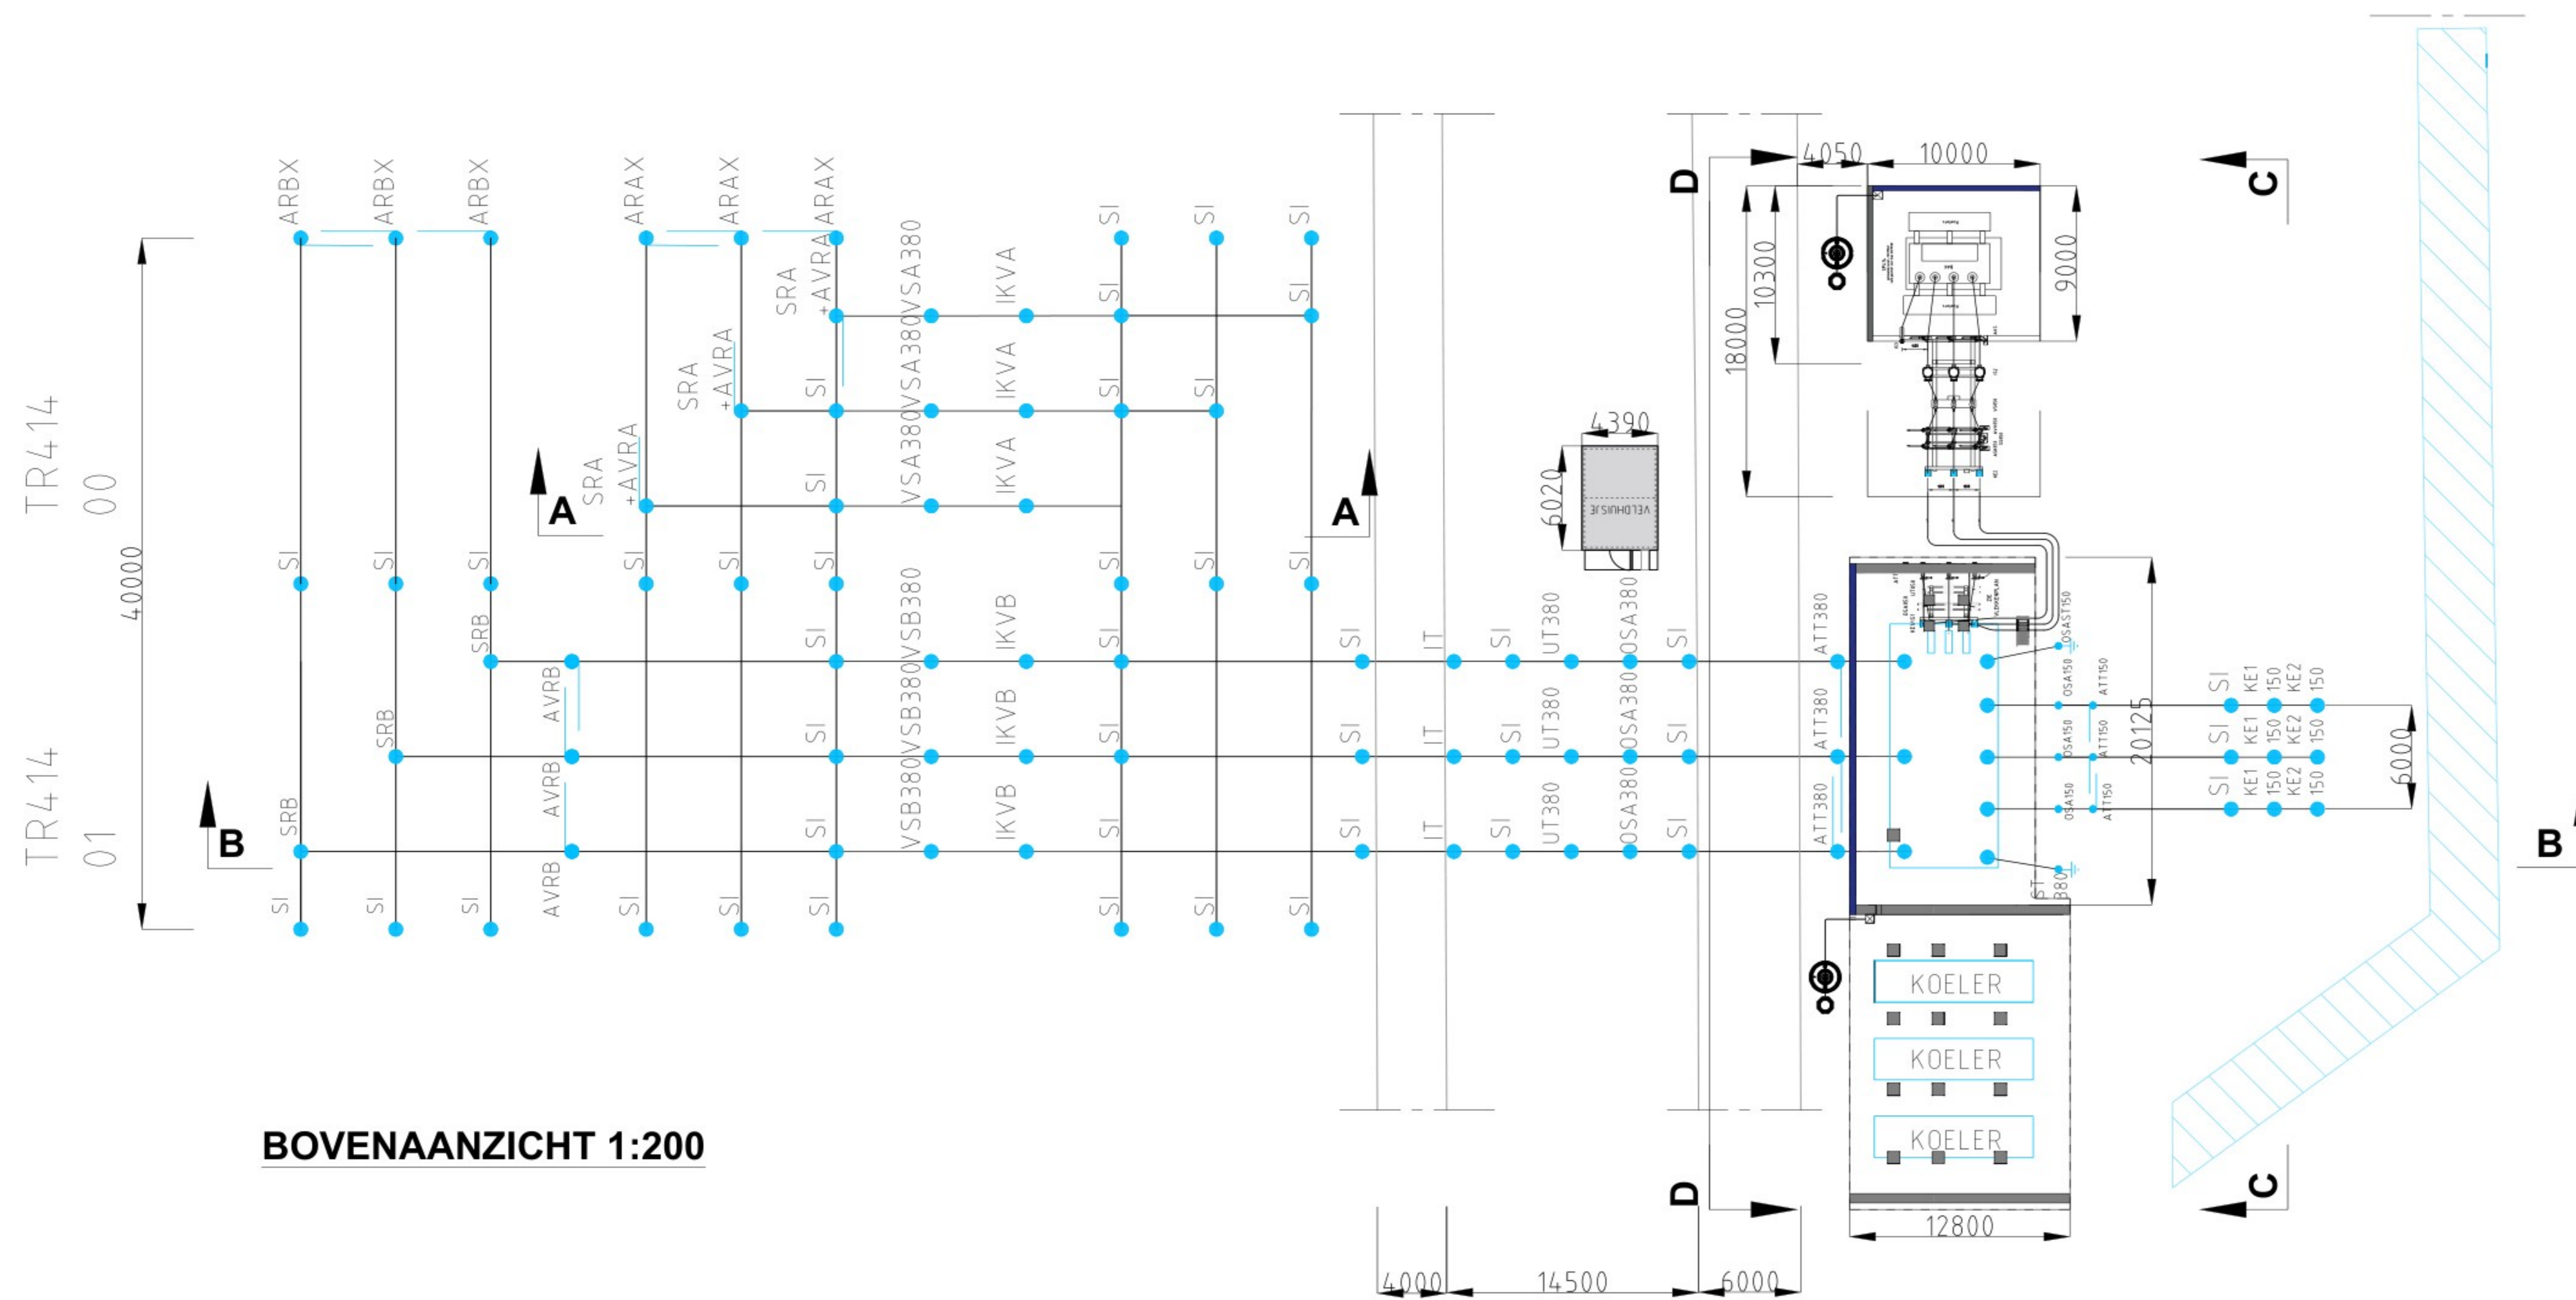 ARBX
ARBX
ARBX
ARAX
ARAX
ARAX
SI
SI
SI
D
4050
10000
C
SRA
+AVRA
VSA380
IKVA
SI
SI
10300
9000
18000
SRA
+AVRA
SI
VSA380
IKVA
SI
SI
TR414
00
A
SRA
+AVRA
SI
VSA380
IKVA
A
4390
6020
VELDHUISJE
40000
SI
SI
SI
SI
SI
SI
SI
SI
SI
SRB
AVRB
SI
VSB380
IKVB
SI
SI
IT
SI
UT380
OSA380
SI
ATT380
OSAST150
OSA150
ATT150
SI
KE1
150
KE2
150
SRB
AVRB
SI
VSB380
IKVB
SI
SI
IT
SI
UT380
OSA380
SI
ATT380
OSA150
ATT150
SI
KE1
150
KE2
150
20125
6000
TR414
01
B
SRB
AVRB
SI
VSB380
IKVB
SI
SI
IT
SI
UT380
OSA380
SI
ATT380
OSA150
ATT150
SI
KE1
150
KE2
150
B
SI
SI
SI
SI
SI
SI
SI
SI
SI
ST
380
KOELER
KOELER
KOELER
BOVENAANZICHT 1:200
D
C
12800
4000
14500
6000